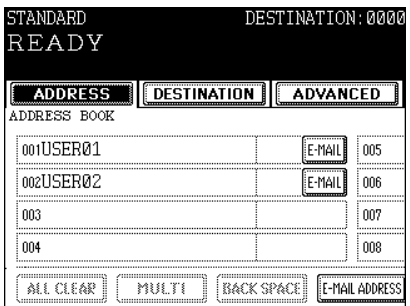 STANDARD DESTINATION:0000
READY
ADDRESS DESTINATION ADVANCED
ADDRESS BOOK
001USER01 E-MAIL 005
002USER02 E-MAIL 006
003 007
004 008
ALL CLEAR MULTI BACK SPACE E-MAIL ADDRESS